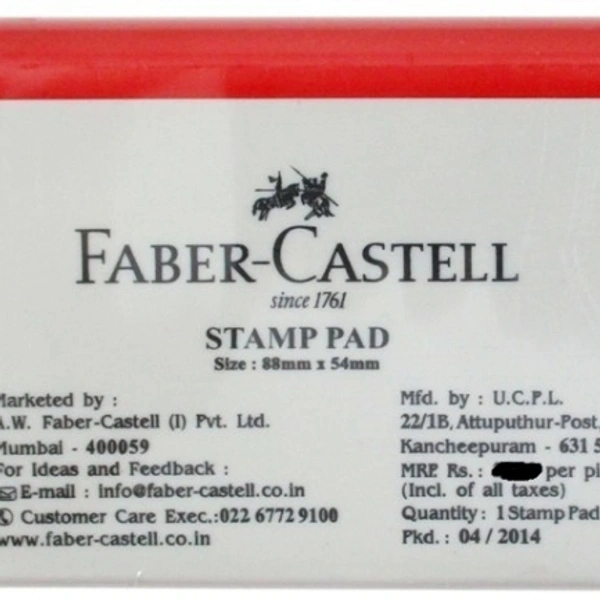 FABER-CASTELL
since 1761
STAMP PAD
Size : 88mm x 54mm
Marketed by :
A.W. Faber-Castell (I) Pvt. Ltd.
Mumbai - 400059
For Ideas and Feedback :
E-mail : info@faber-castell.co.in
Customer Care Exec.:022 6772 9100
www.faber-castell.co.in
Mfd. by : U.C.P.L.
22/1B, Attuputhur-Post,
Kancheepuram - 631 5
MRP. Rs. : per pi
(Incl. of all taxes)
Quantity : 1 Stamp Pad
Pkd. : 04 / 2014